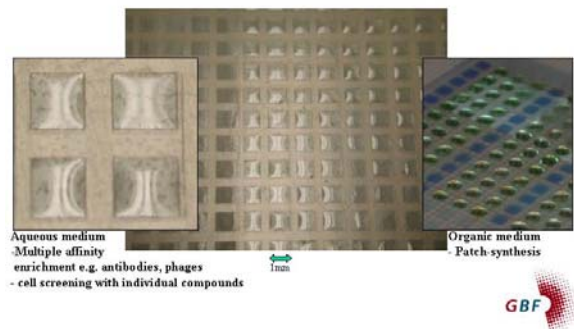 Aqueous medium
-Multiple affinity
enrichment e.g. antibodies, phages
- cell screening with individual compounds
1mm
Organic medium
- Patch-synthesis
GBF